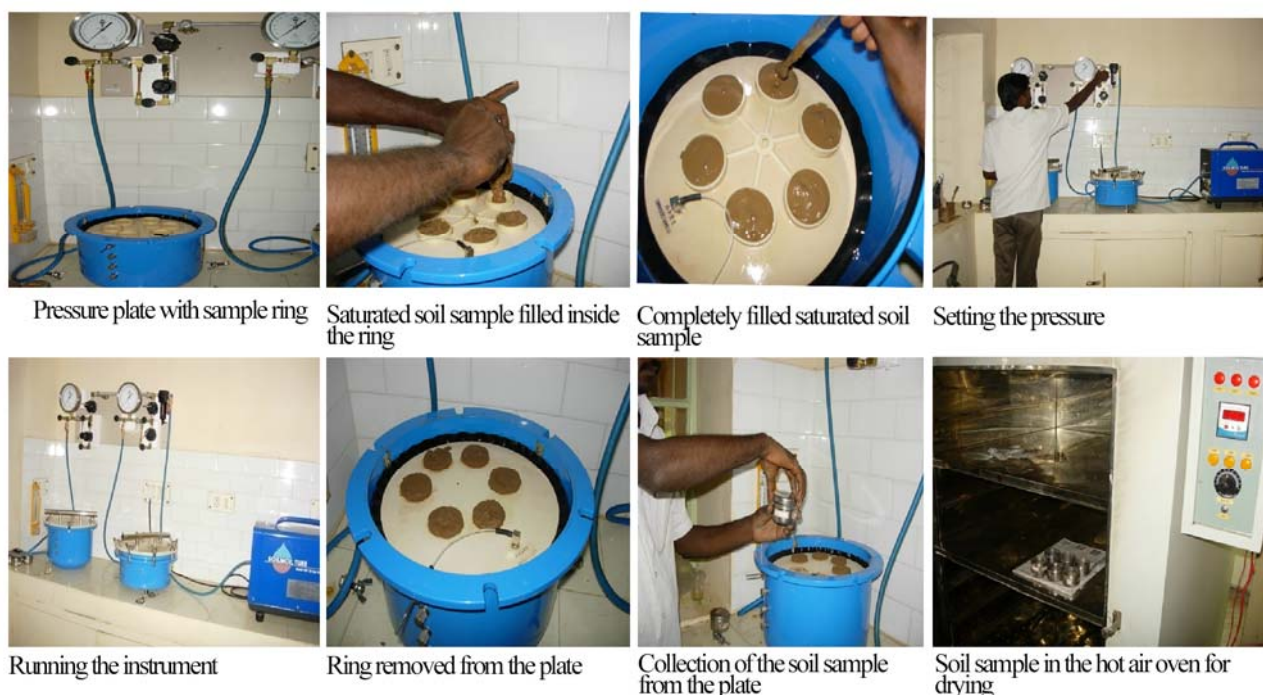 Pressure plate with sample ring
Saturated soil sample filled inside
the ring
Completely filled saturated soil
sample
Setting the pressure
Running the instrument
Ring removed from the plate
Collection of the soil sample
from the plate
Soil sample in the hot air oven for
drying